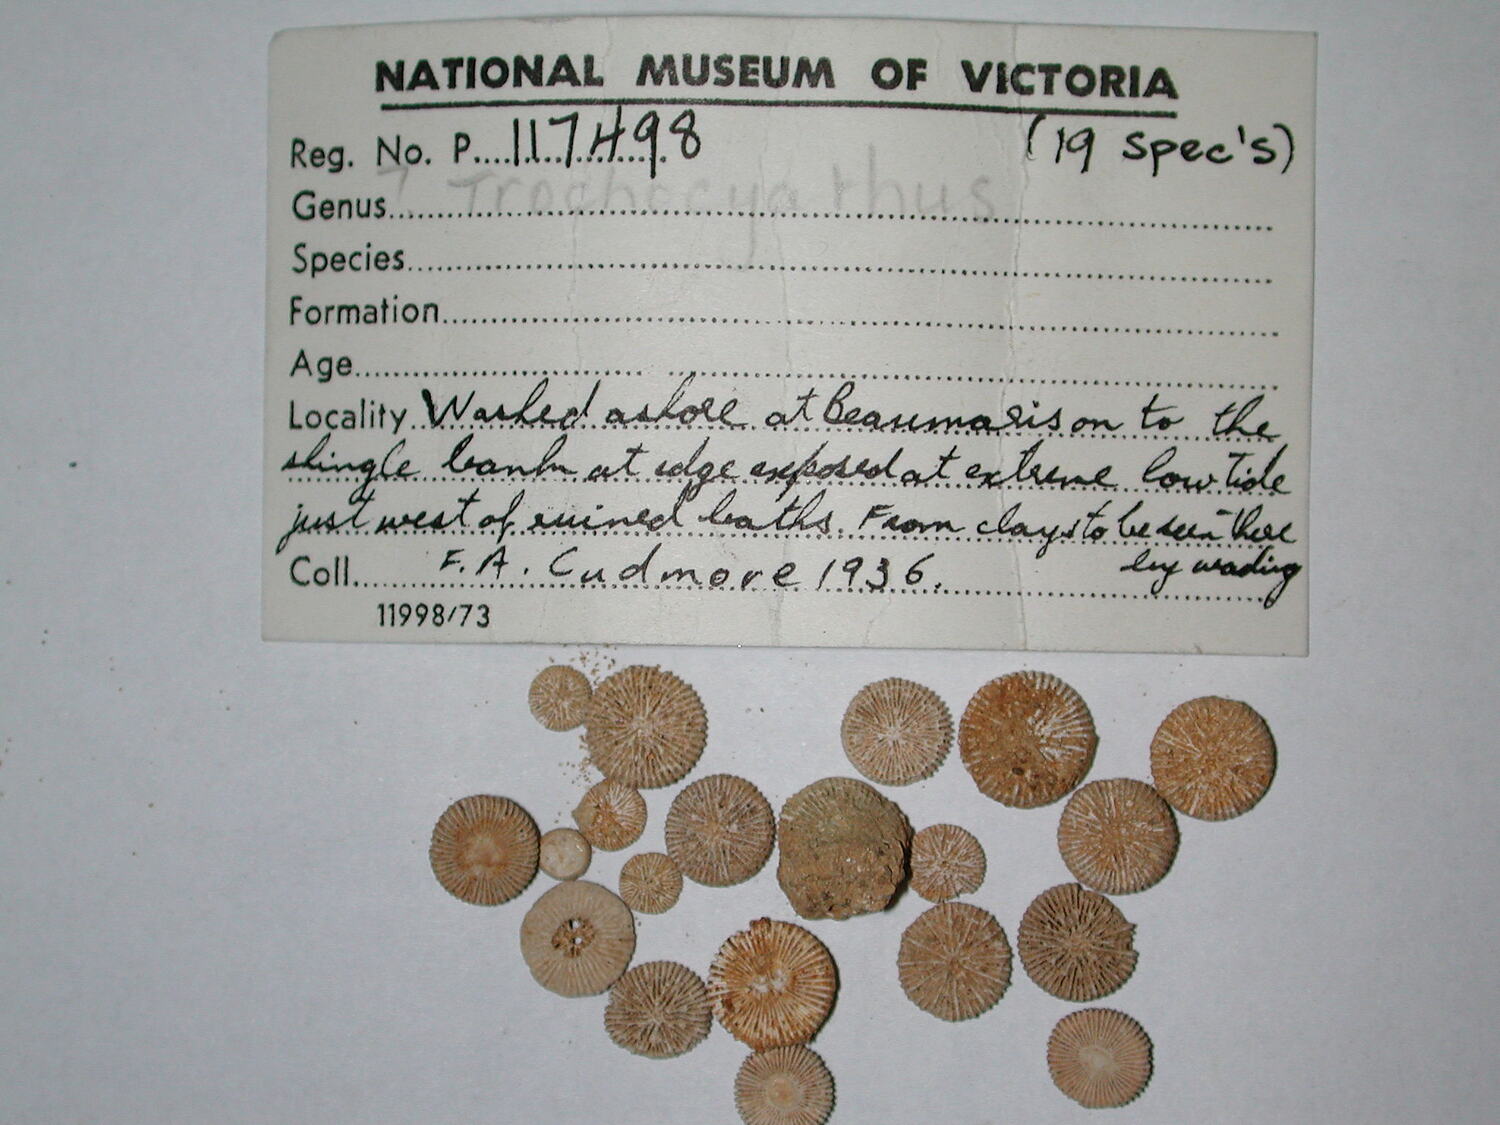 NATIONAL MUSEUM OF VICTORIA
Reg. No. P....117498 (19 Spec's)
? Trochocyathus
Genus
Species
Formation
Age
Locality Washed ashore at Beaumaris on to the
shingle bank at edge exposed at extreme low tide
just west of ruined baths. From clays to be seen there
by wading
Coll. F. A. Cudmore 1936.
11998/73